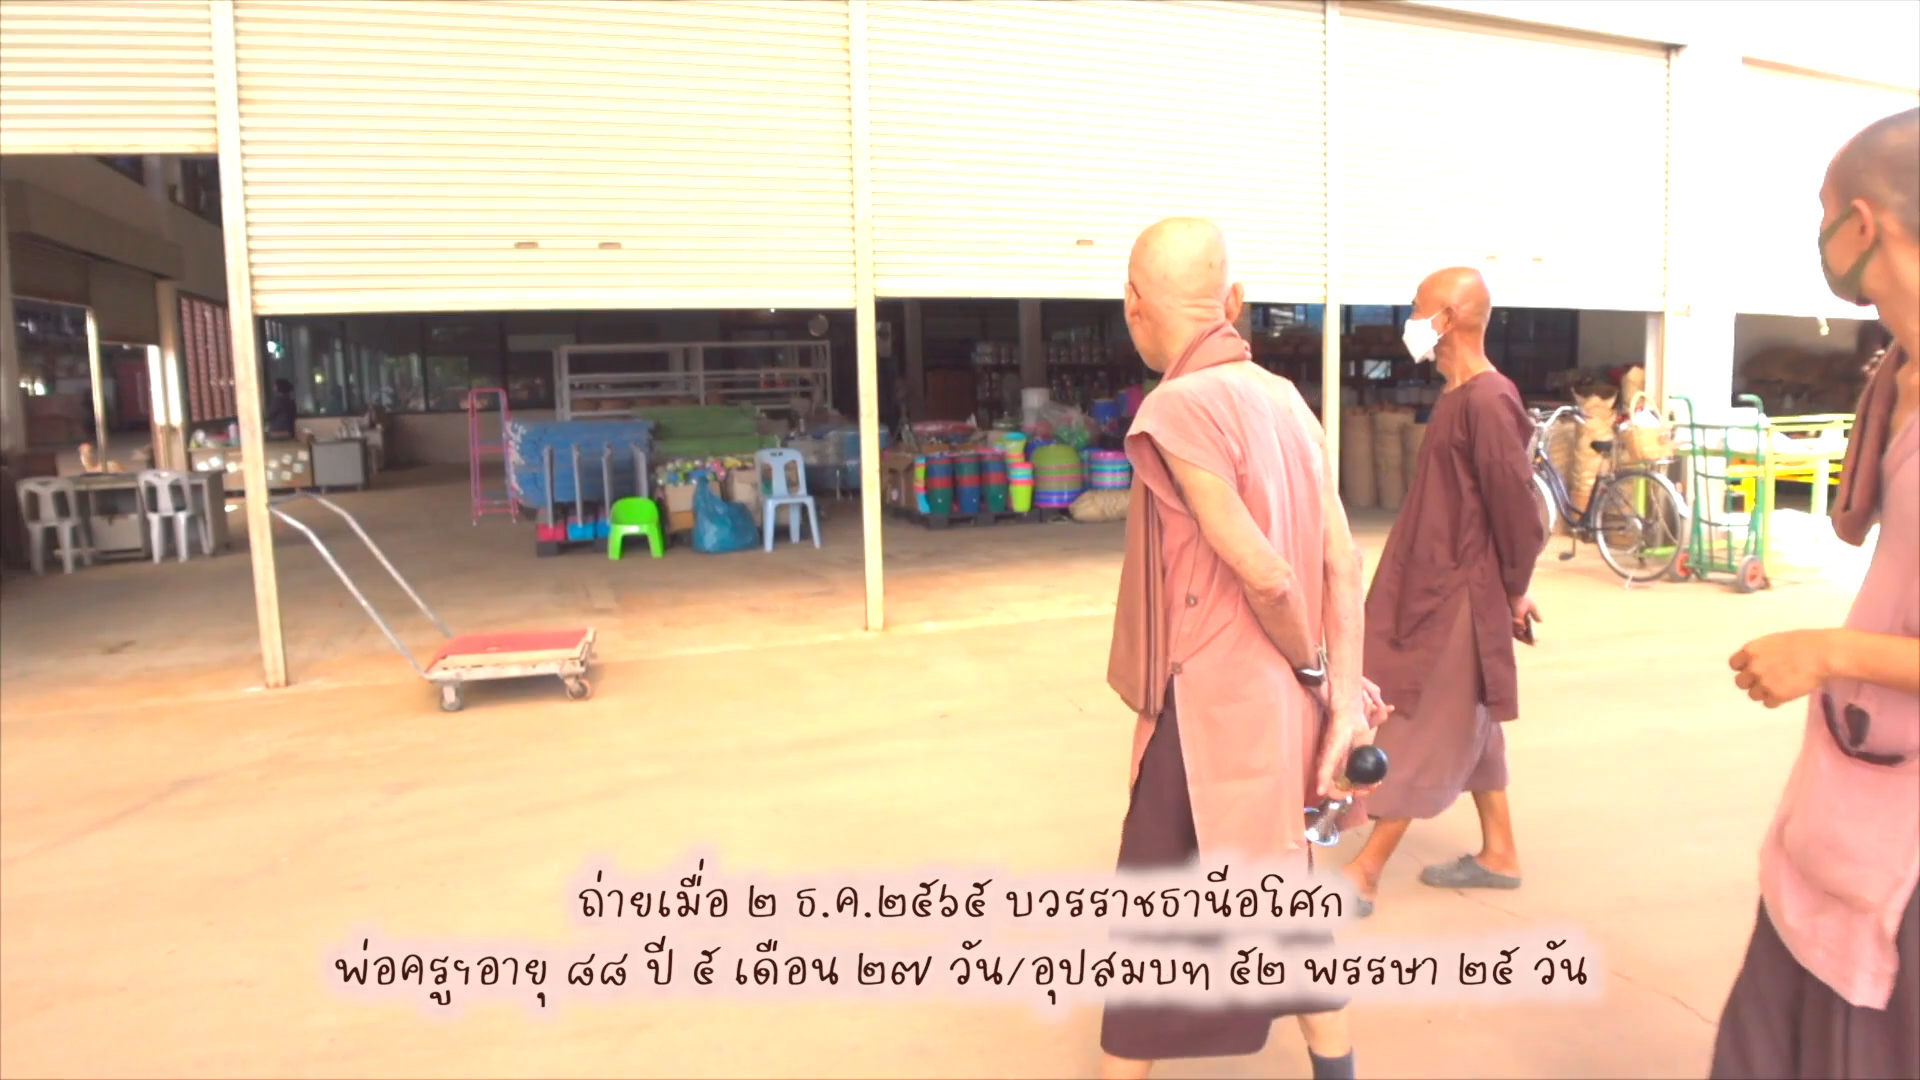 ถ่ายเมื่อ ๒ ธ.ค.๒๕๖๕ บวรราชธานีอโศก
พ่อครูฯอายุ ๘๘ ปี ๕ เดือน ๒๗ วัน/อุปสมบท ๕๒ พรรษา ๒๕ วัน